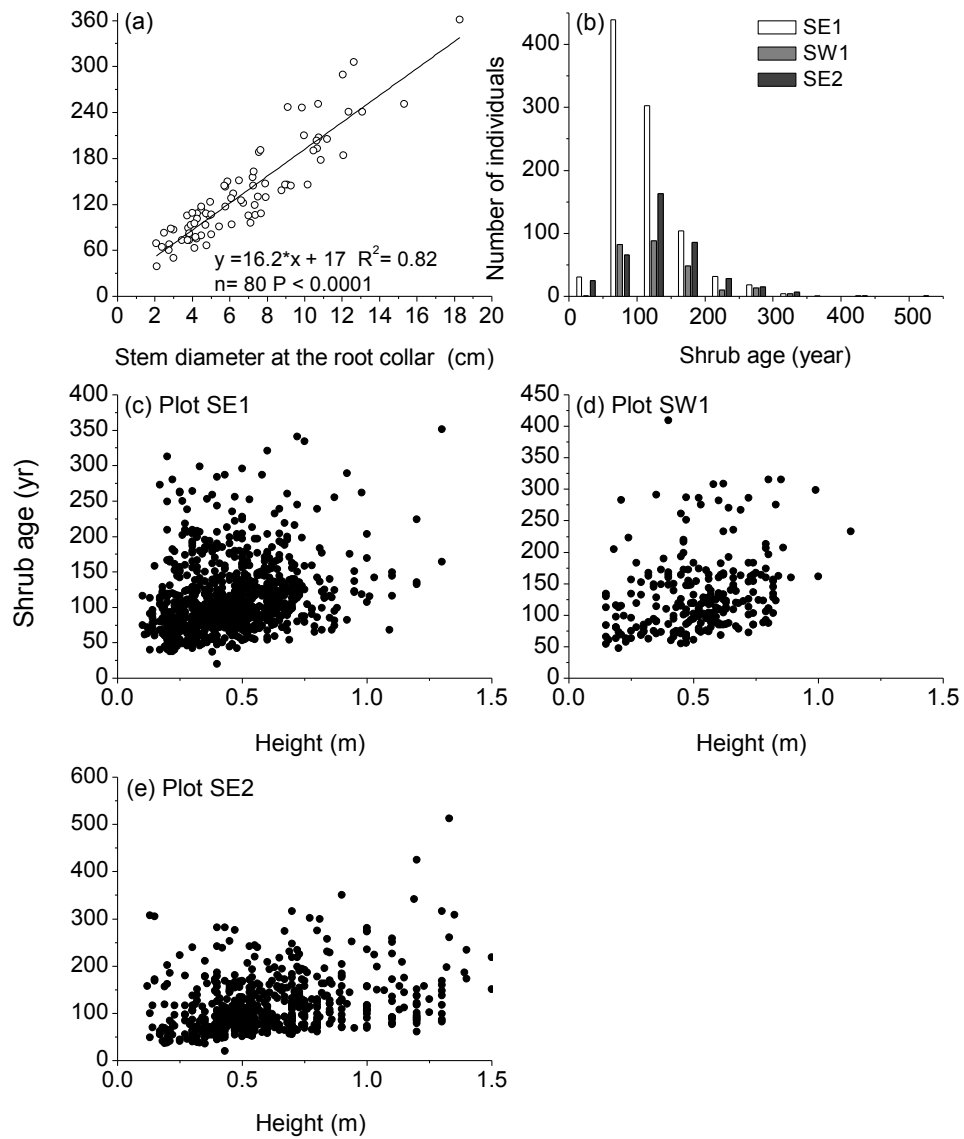 (a)
360
300
240
180
120
60
0
y =16.2*x + 17 R²= 0.82
n= 80 P < 0.0001
0 2 4 6 8 10 12 14 16 18 20
Stem diameter at the root collar (cm)
(b)
SE1
SW1
SE2
400
300
200
100
0
Number of individuals
0 100 200 300 400 500
Shrub age (year)
(c) Plot SE1
400
350
300
250
200
150
100
50
0
Shrub age (yr)
0.0 0.5 1.0 1.5
Height (m)
(d) Plot SW1
450
400
350
300
250
200
150
100
50
0
0.0 0.5 1.0 1.5
Height (m)
(e) Plot SE2
600
500
400
300
200
100
0
0.0 0.5 1.0 1.5
Height (m)